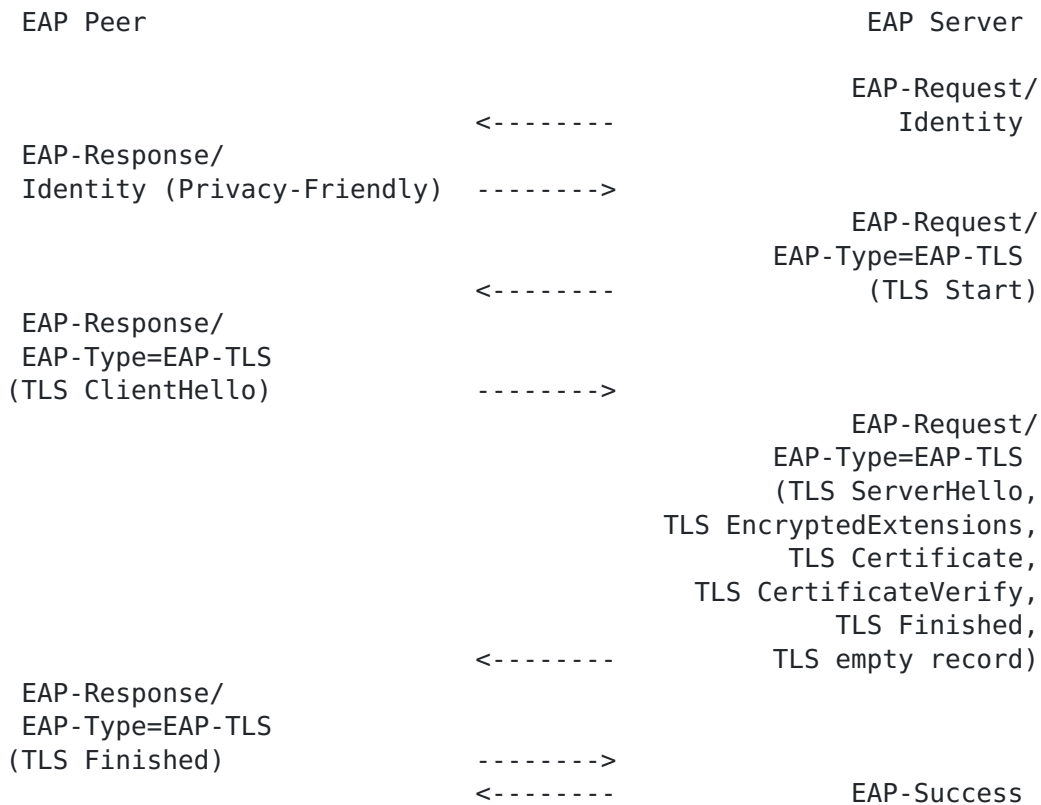 EAP Peer                                              EAP Server
EAP-Request/
<--------                  Identity
EAP-Response/
Identity (Privacy-Friendly)  -------->
EAP-Request/
EAP-Type=EAP-TLS
<--------                (TLS Start)
EAP-Response/
EAP-Type=EAP-TLS
(TLS ClientHello)             -------->
EAP-Request/
EAP-Type=EAP-TLS
(TLS ServerHello,
TLS EncryptedExtensions,
TLS Certificate,
TLS CertificateVerify,
TLS Finished,
<--------          TLS empty record)
EAP-Response/
EAP-Type=EAP-TLS
(TLS Finished)                -------->
<--------               EAP-Success